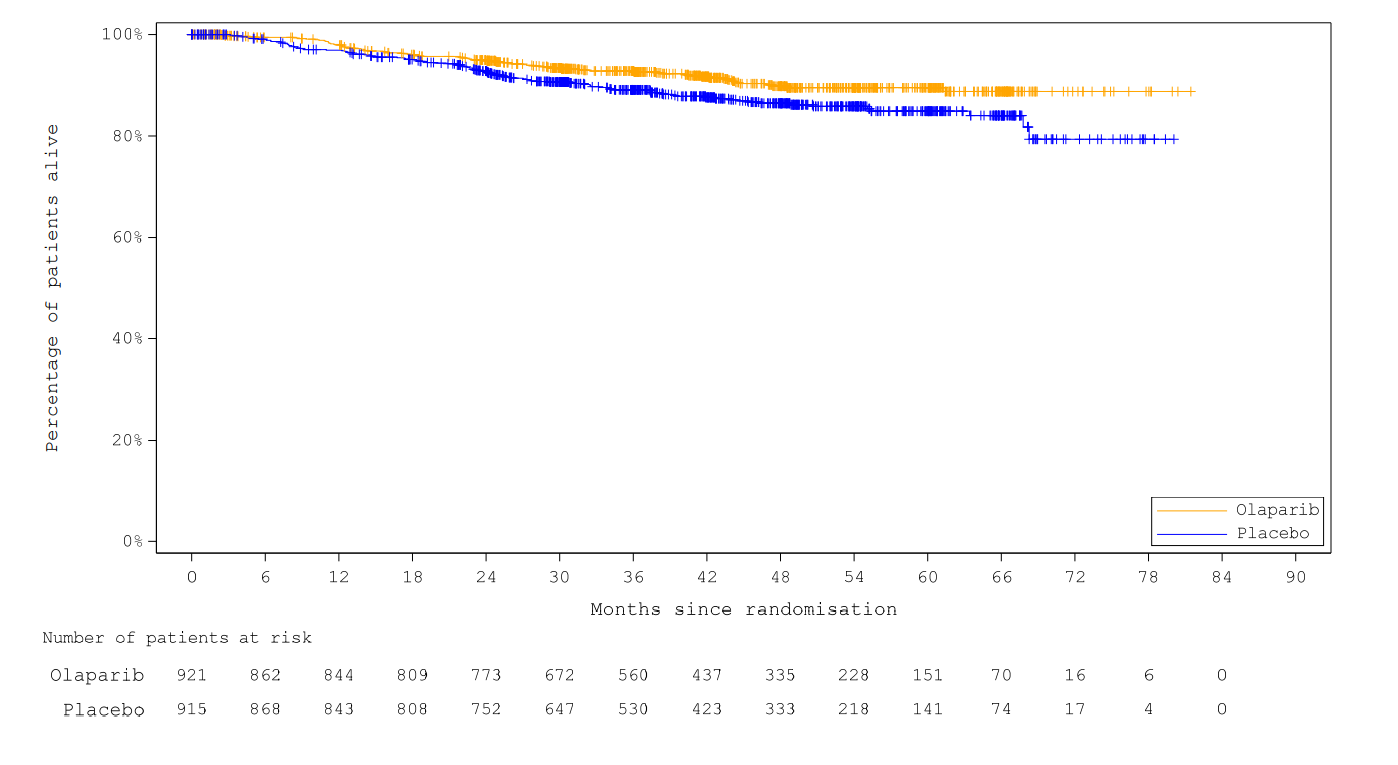 Percentage of patients alive
100%
80%
60%
40%
20%
0%
Olaparib
Placebo
0 6 12 18 24 30 36 42 48 54 60 66 72 78 84 90
Months since randomisation
Number of patients at risk
Olaparib 921 862 844 809 773 672 560 437 335 228 151 70 16 6 0
Placebo 915 868 843 808 752 647 530 423 333 218 141 74 17 4 0